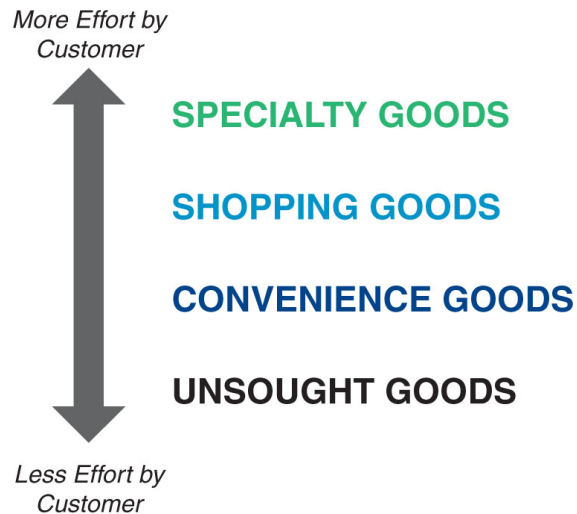 More Effort by
Customer
SPECIALTY GOODS
SHOPPING GOODS
CONVENIENCE GOODS
UNSOUGHT GOODS
Less Effort by
Customer